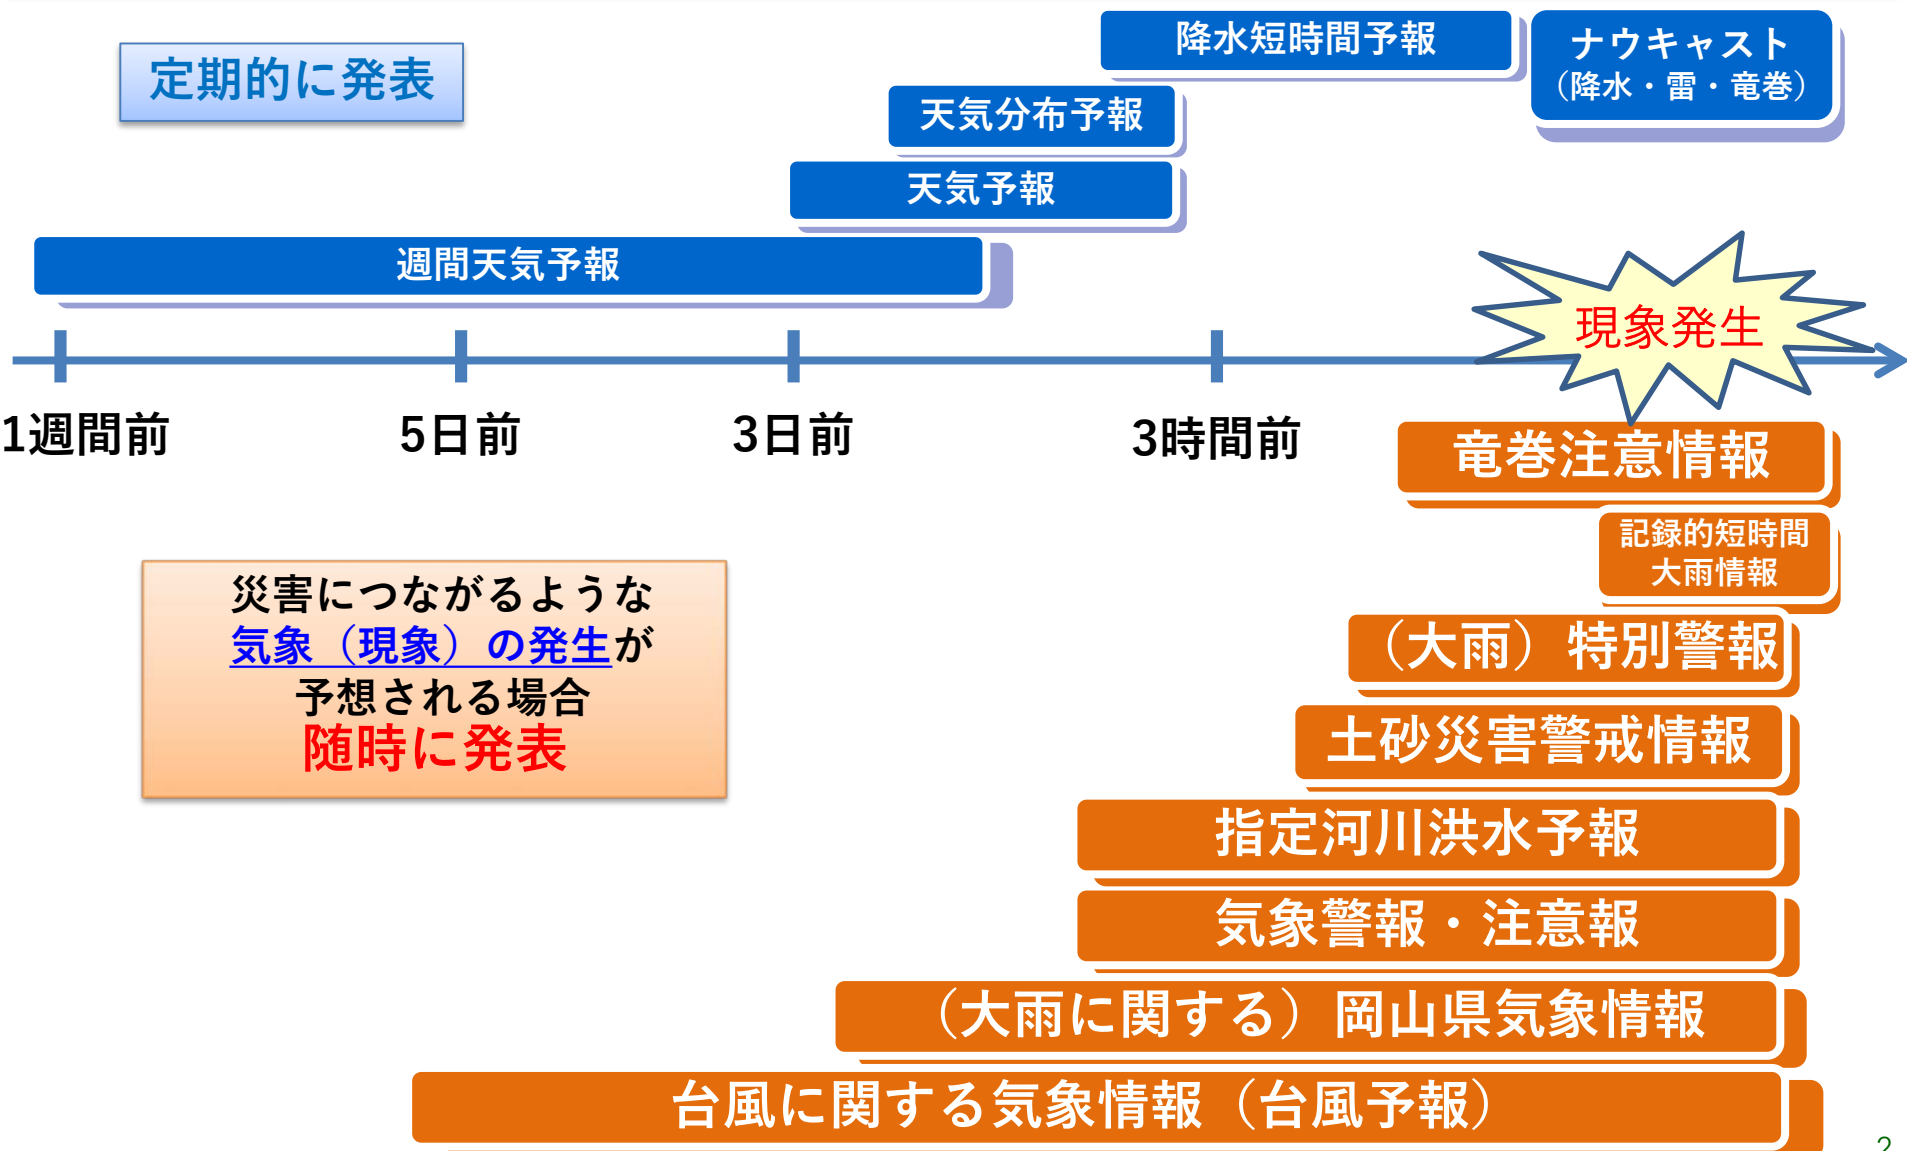 定期的に発表
降水短時間予報
ナウキャスト
（降水・雷・竜巻）
天気分布予報
天気予報
週間天気予報
現象発生
1週間前
5日前
3日前
3時間前
竜巻注意情報
記録的短時間
大雨情報
災害につながるような
気象（現象）の発生が
予想される場合
随時に発表
（大雨）特別警報
土砂災害警戒情報
指定河川洪水予報
気象警報・注意報
（大雨に関する）岡山県気象情報
台風に関する気象情報（台風予報）
2